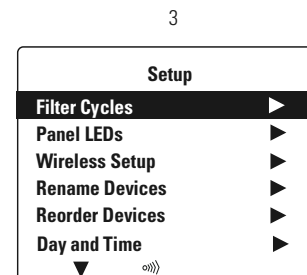 3
Setup
Filter Cycles
Panel LEDs
Wireless Setup
Rename Devices
Reorder Devices
Day and Time